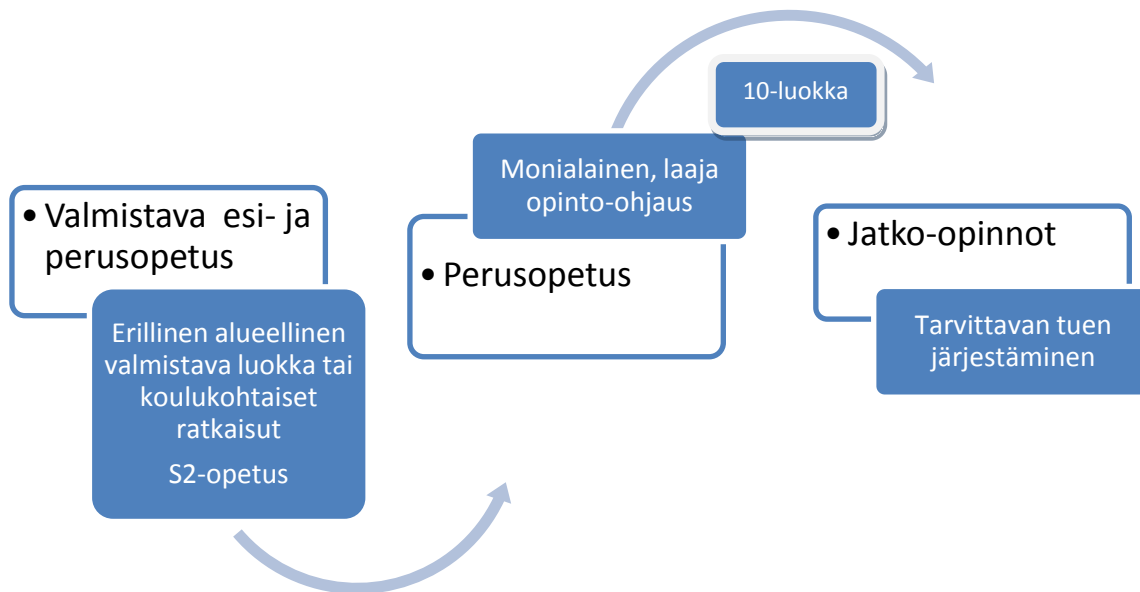 • Valmistava esi- ja
perusopetus
Erillinen alueellinen
valmistava luokka tai
koulukohtaiset
ratkaisut
S2-opetus
Monialainen, laaja
opinto-ohjaus
• Perusopetus
10-luokka
• Jatko-opinnot
Tarvittavan tuen
järjestäminen